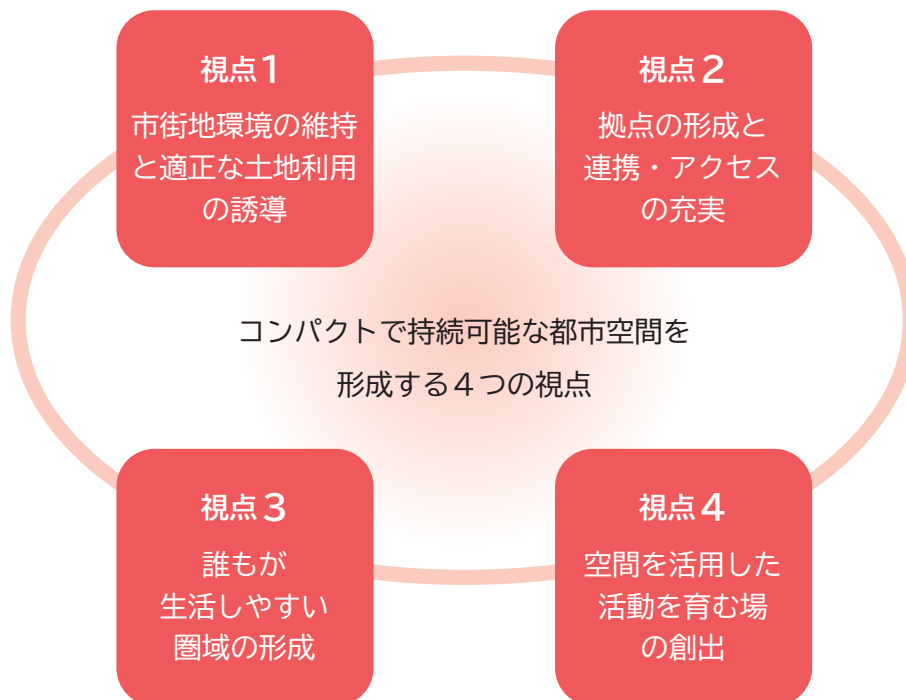 視点1
市街地環境の維持
と適正な土地利用
の誘導
視点2
拠点の形成と
連携・アクセス
の充実
コンパクトで持続可能な都市空間を
形成する4つの視点
視点3
誰もが
生活しやすい
圏域の形成
視点4
空間を活用した
活動を育む場
の創出